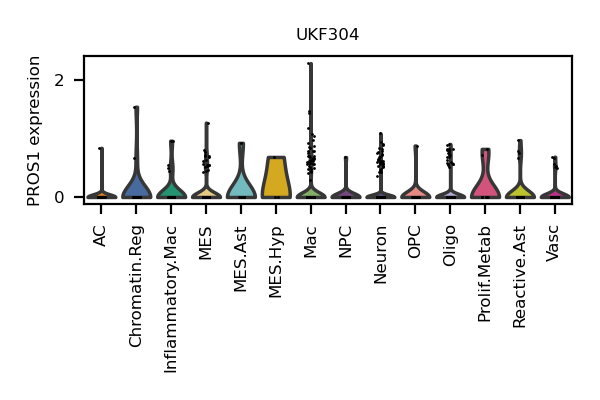 UKF304
PROS1 expression
2
0
AC
Chromatin.Reg
Inflammatory.Mac
MES
MES.Ast
MES.Hyp
Mac
NPC
Neuron
OPC
Oligo
Prolif.Metab
Reactive.Ast
Vasc